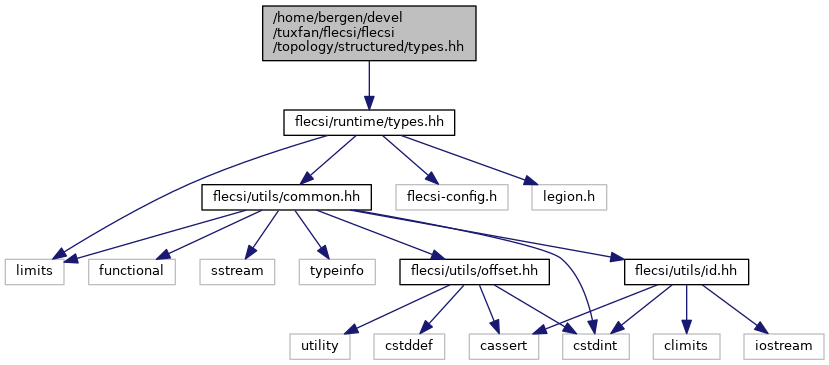 /home/bergen/devel
/tuxfan/flecsi/flecsi
/topology/structured/types.hh
flecsi/runtime/types.hh
flecsi/utils/common.hh
flecsi-config.h
legion.h
limits
functional
sstream
typeinfo
flecsi/utils/offset.hh
flecsi/utils/id.hh
utility
cstddef
cassert
cstdint
climits
iostream